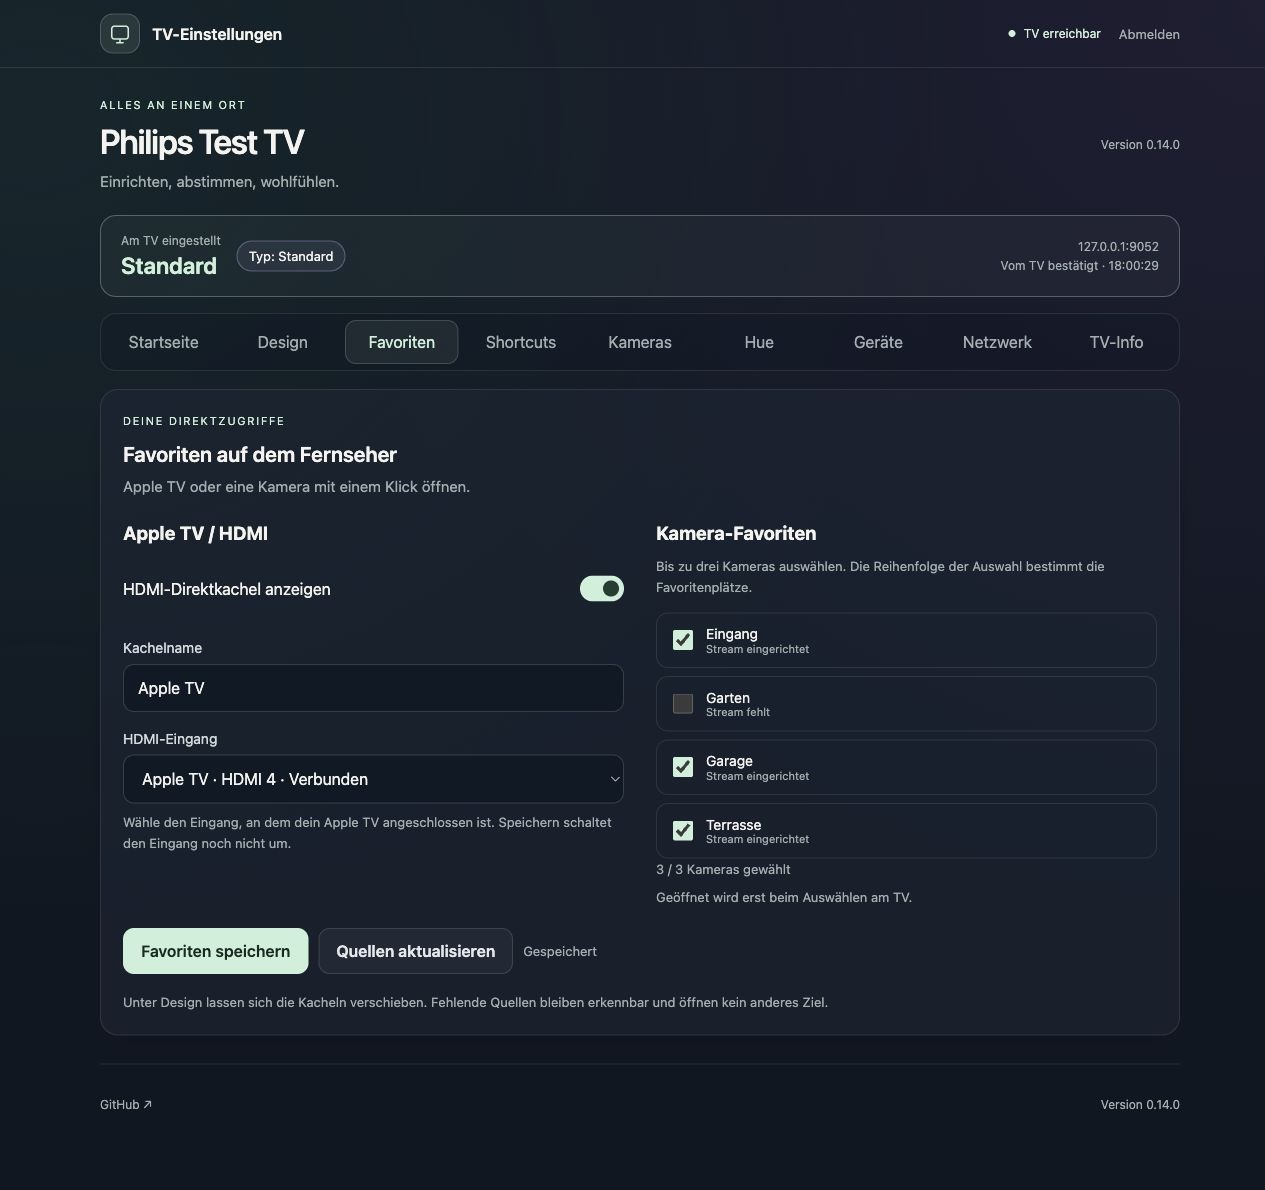 TV-Einstellungen
TV erreichbar
Abmelden
ALLES AN EINEM ORT
Philips Test TV
Version 0.14.0
Einrichten, abstimmen, wohlfühlen.
Am TV eingestellt
Standard
Typ: Standard
127.0.0.1:9052
Vom TV bestätigt · 18:00:29
Startseite
Design
Favoriten
Shortcuts
Kameras
Hue
Geräte
Netzwerk
TV-Info
DEINE DIREKTZUGRIFFE
Favoriten auf dem Fernseher
Apple TV oder eine Kamera mit einem Klick öffnen.
Apple TV / HDMI
HDMI-Direktkachel anzeigen
Kachelname
Apple TV
HDMI-Eingang
Apple TV · HDMI 4 · Verbunden
Wähle den Eingang, an dem dein Apple TV angeschlossen ist. Speichern schaltet
den Eingang noch nicht um.
Kamera-Favoriten
Bis zu drei Kameras auswählen. Die Reihenfolge der Auswahl bestimmt die
Favoritenplätze.
Eingang
Stream eingerichtet
Garten
Stream fehlt
Garage
Stream eingerichtet
Terrasse
Stream eingerichtet
3 / 3 Kameras gewählt
Geöffnet wird erst beim Auswählen am TV.
Favoriten speichern
Quellen aktualisieren
Gespeichert
Unter Design lassen sich die Kacheln verschieben. Fehlende Quellen bleiben erkennbar und öffnen kein anderes Ziel.
GitHub ↗
Version 0.14.0